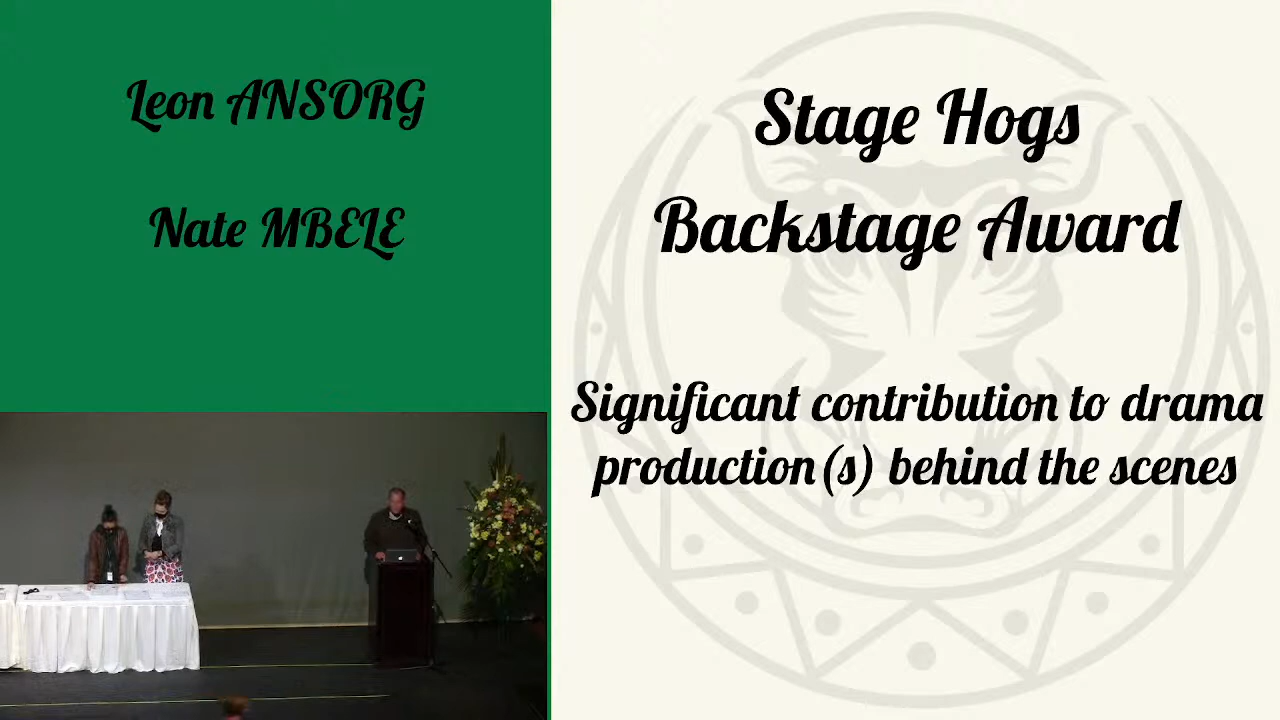 Leon ANSORG
Nate MBELE
Stage Hogs
Backstage Award
Significant contribution to drama
production(s) behind the scenes